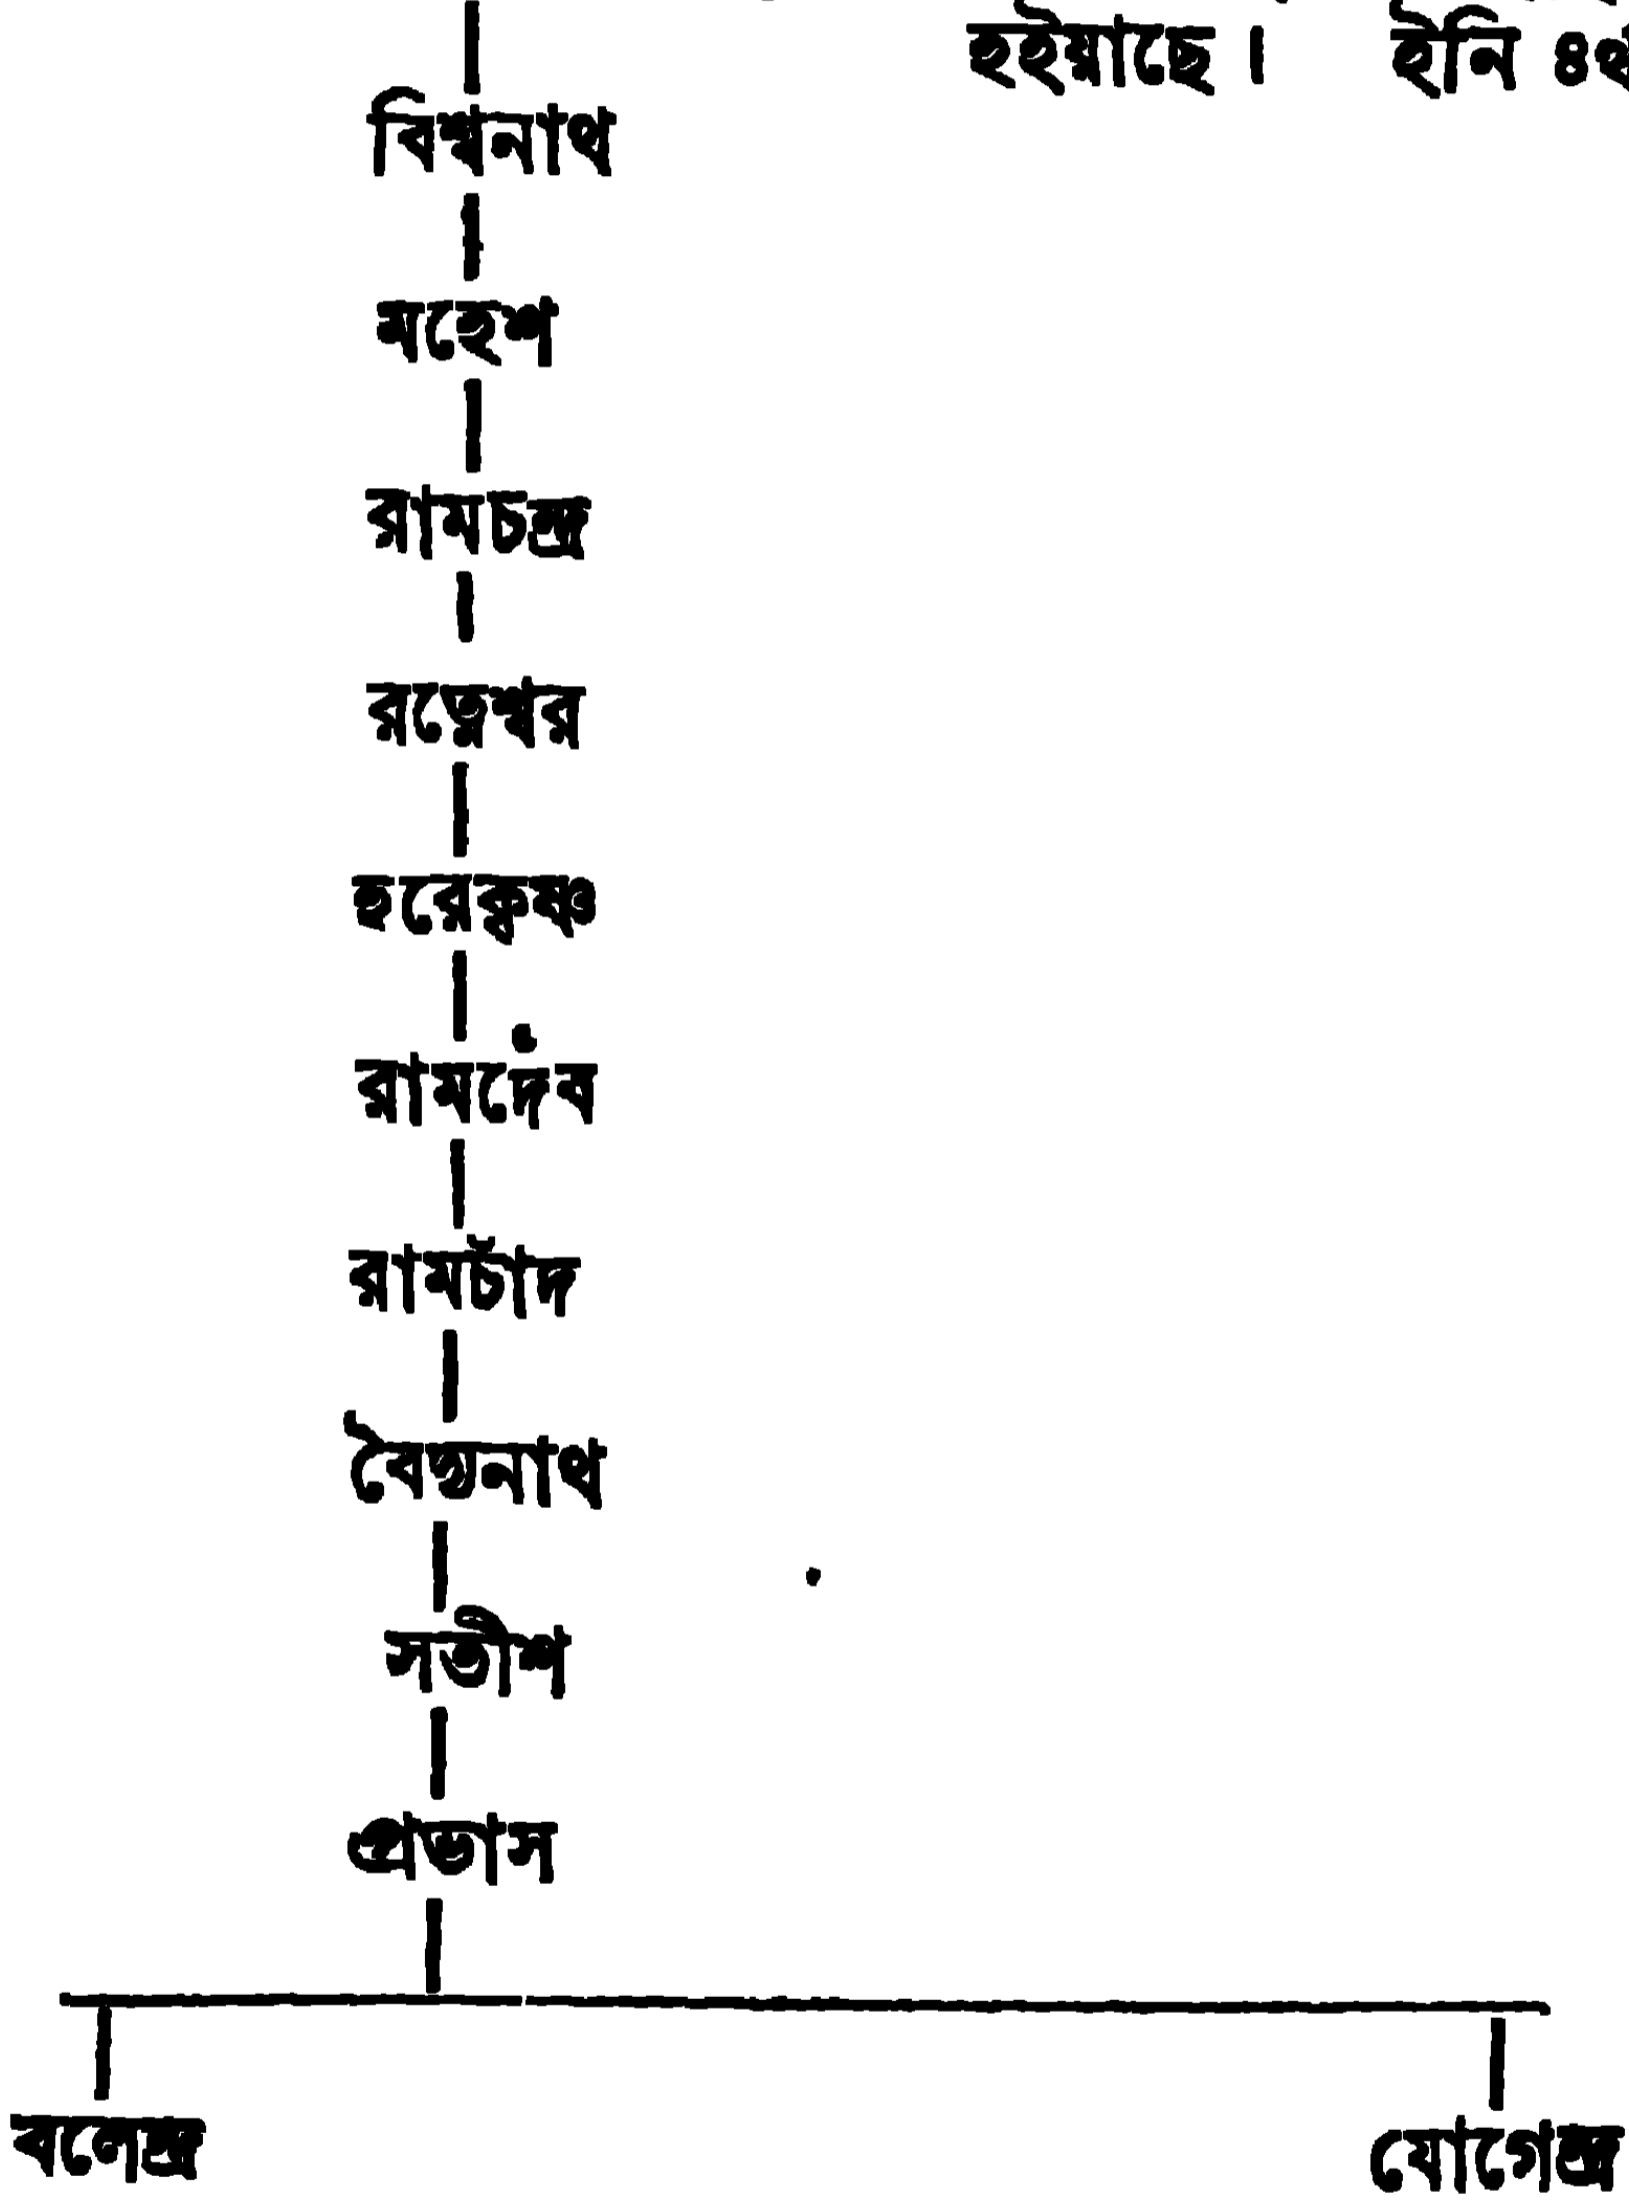 হইয়াছে। ইনি
বিশ্বনাথ
মহেশ
রামচন্দ্র
রত্নেশ্বর
হরেকৃষ্ণ
রামদেব
রামচাঁদ
বৈদ্যনাথ
সতীশ
প্রভাস
বলেন্দ্র যোগেন্দ্র